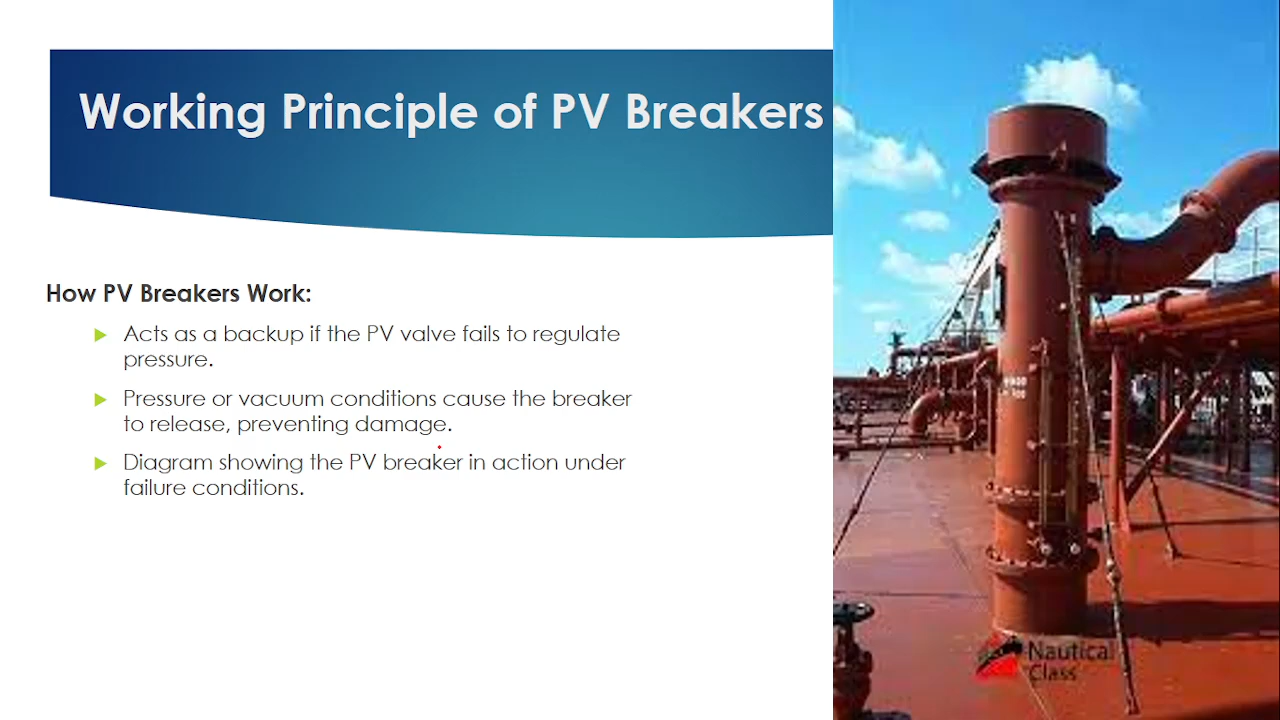 Working Principle of PV Breakers
How PV Breakers Work:
Acts as a backup if the PV valve fails to regulate
pressure.
Pressure or vacuum conditions cause the breaker
to release, preventing damage.
Diagram showing the PV breaker in action under
failure conditions.
Nautical
Class